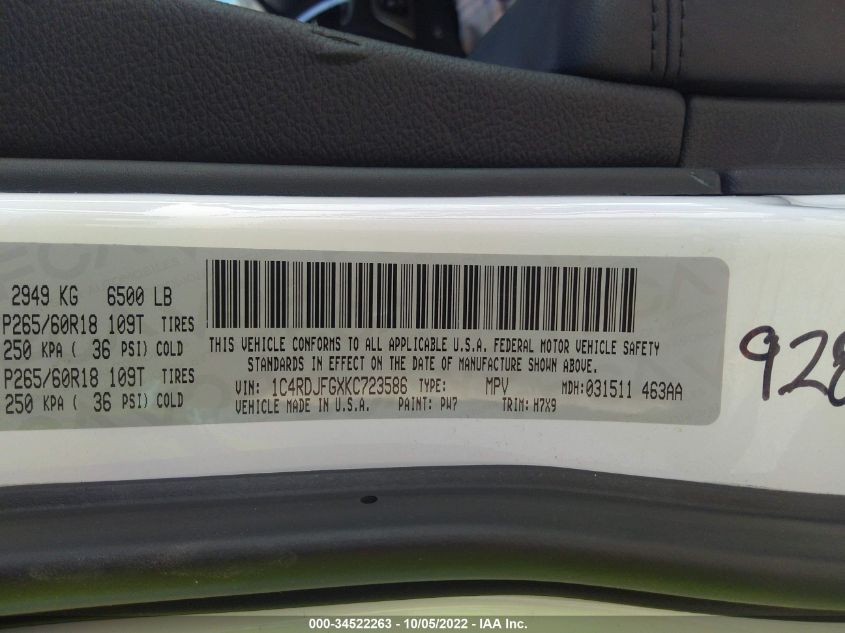 2949 KG 6500 LB
P265/60R18 109T TIRES
250 KPA ( 36 PSI) COLD
P265/60R18 109T TIRES
250 KPA ( 36 PSI) COLD
THIS VEHICLE CONFORMS TO ALL APPLICABLE U.S.A. FEDERAL MOTOR VEHICLE SAFETY
STANDARDS IN EFFECT ON THE DATE OF MANUFACTURE SHOWN ABOVE.
VIN: 1C4RDJFGXKC723586 TYPE: MPV MDH:031511 463AA
VEHICLE MADE IN U.S.A. PAINT: PW7 TRIM: H7X9
928
000-34522263 - 10/05/2022 - IAA Inc.